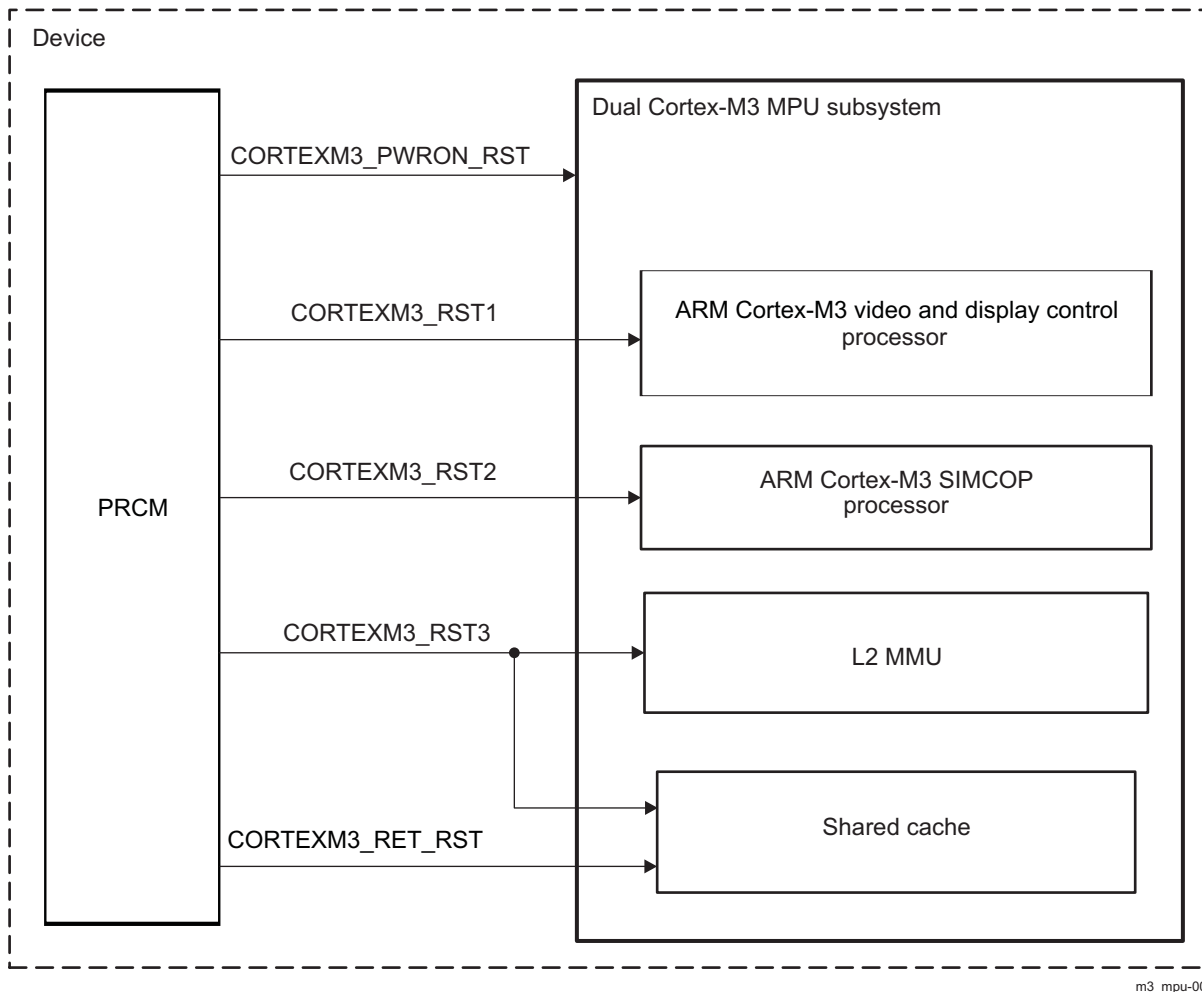 Device
Dual Cortex-M3 MPU subsystem
CORTEXM3_PWRON_RST
CORTEXM3_RST1
ARM Cortex-M3 video and display control
processor
CORTEXM3_RST2
ARM Cortex-M3 SIMCOP
processor
PRCM
CORTEXM3_RST3
L2 MMU
Shared cache
CORTEXM3_RET_RST